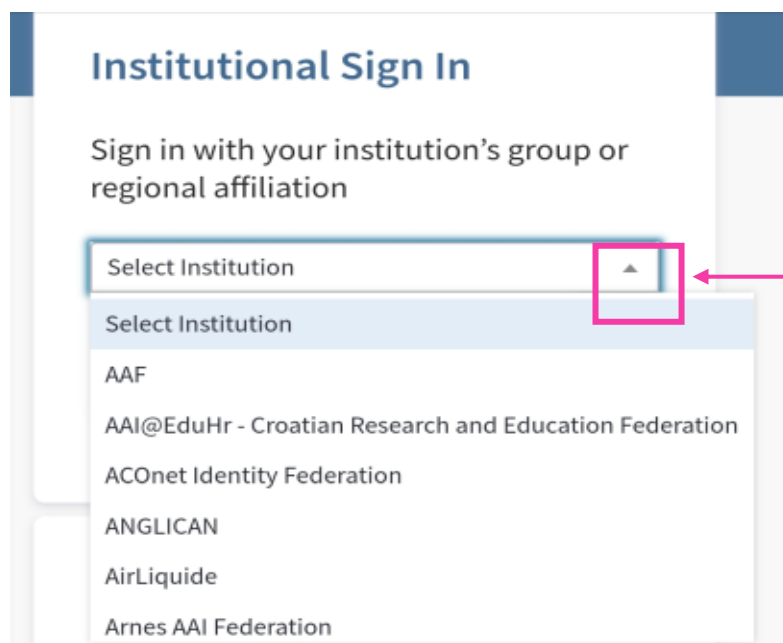 Institutional Sign In
Sign in with your institution’s group or
regional affiliation
Select Institution
Select Institution
AAF
AAI@EduHr - Croatian Research and Education Federation
ACOnet Identity Federation
ANGLICAN
AirLiquide
Arnes AAI Federation